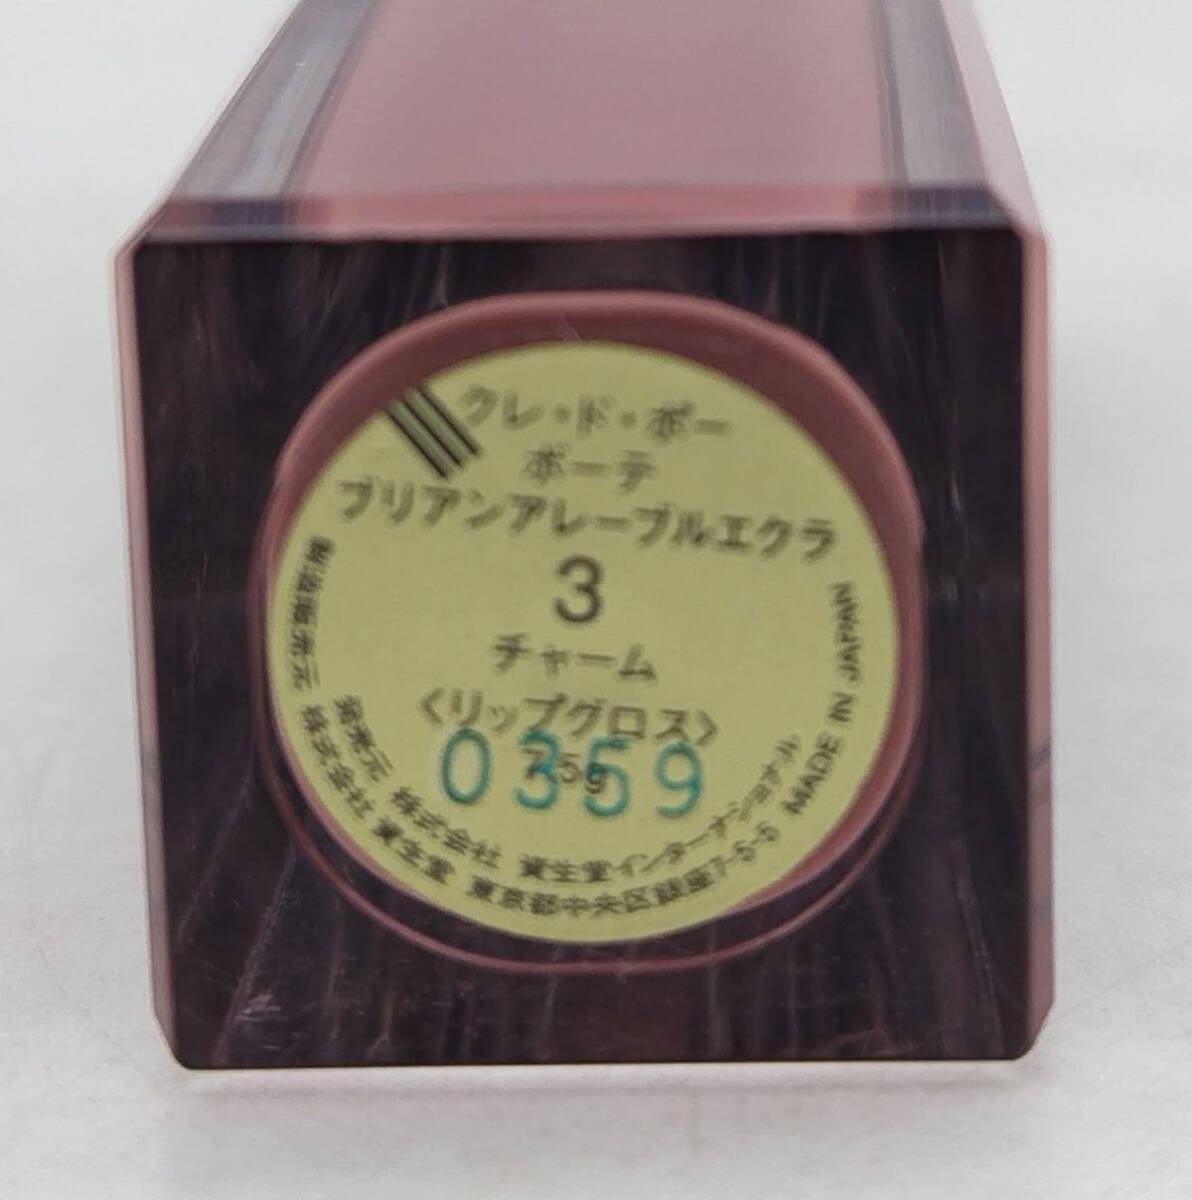 クレ・ド・ポー
ボーテ
ブリアンアレーブルエクラ
3
チャーム
〈リップグロス〉
7.5g
0359
発売元 株式会社 資生堂インターナショナル
製造販売元 株式会社 資生堂 東京都中央区銀座7-5-5 MADE IN JAPAN